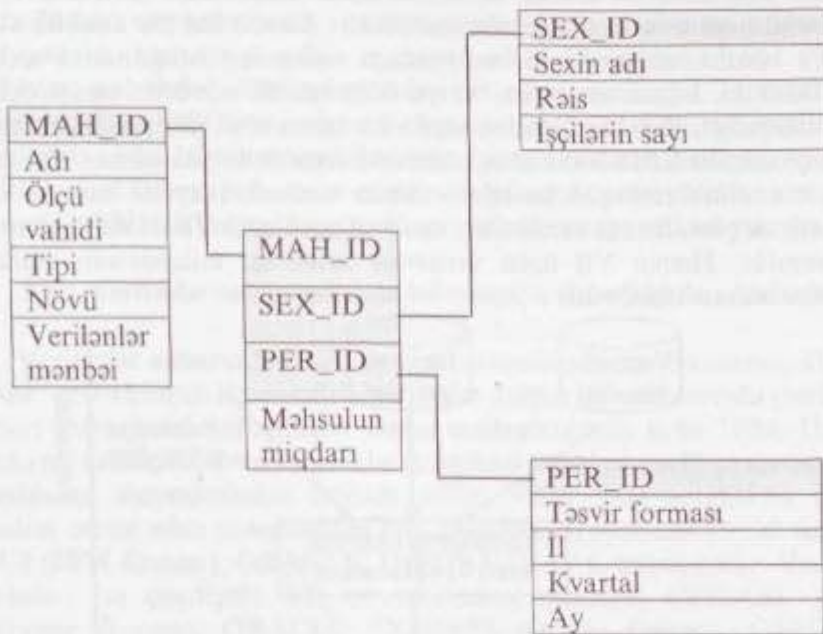 MAH_ID
Adı
Ölçü
vahidi
Tipi
Növü
Verilənlər
mənbəi
MAH_ID
SEX_ID
PER_ID
Məhsulun
miqdarı
SEX_ID
Sexin adı
Rəis
İşçilərin sayı
PER_ID
Təsvir forması
İl
Kvartal
Ay